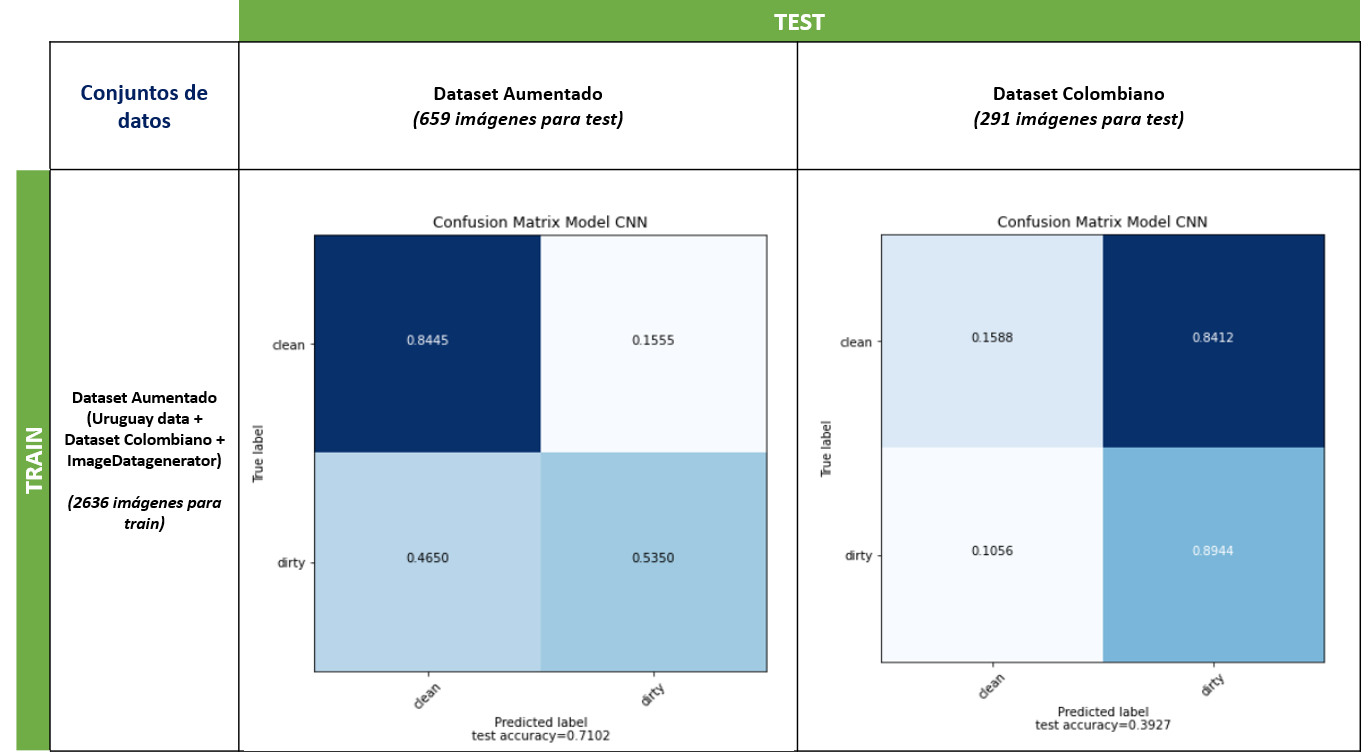 TEST
Conjuntos de
datos
Dataset Aumentado
(659 imágenes para test)
Dataset Colombiano
(291 imágenes para test)
TRAIN
Dataset Aumentado
(Uruguay data +
Dataset Colombiano +
ImageDatagenerator)
(2636 imágenes para
train)
Confusion Matrix Model CNN
True label
clean
0.8445
0.1555
dirty
0.4650
0.5350
clean
dirty
Predicted label
test accuracy=0.7102
Confusion Matrix Model CNN
True label
clean
0.1588
0.8412
dirty
0.1056
0.8944
clean
dirty
Predicted label
test accuracy=0.3927